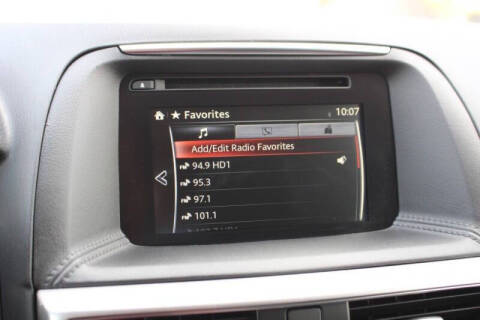 ★ Favorites 10:07
Add/Edit Radio Favorites
94.9 HD1
95.3
97.1
101.1